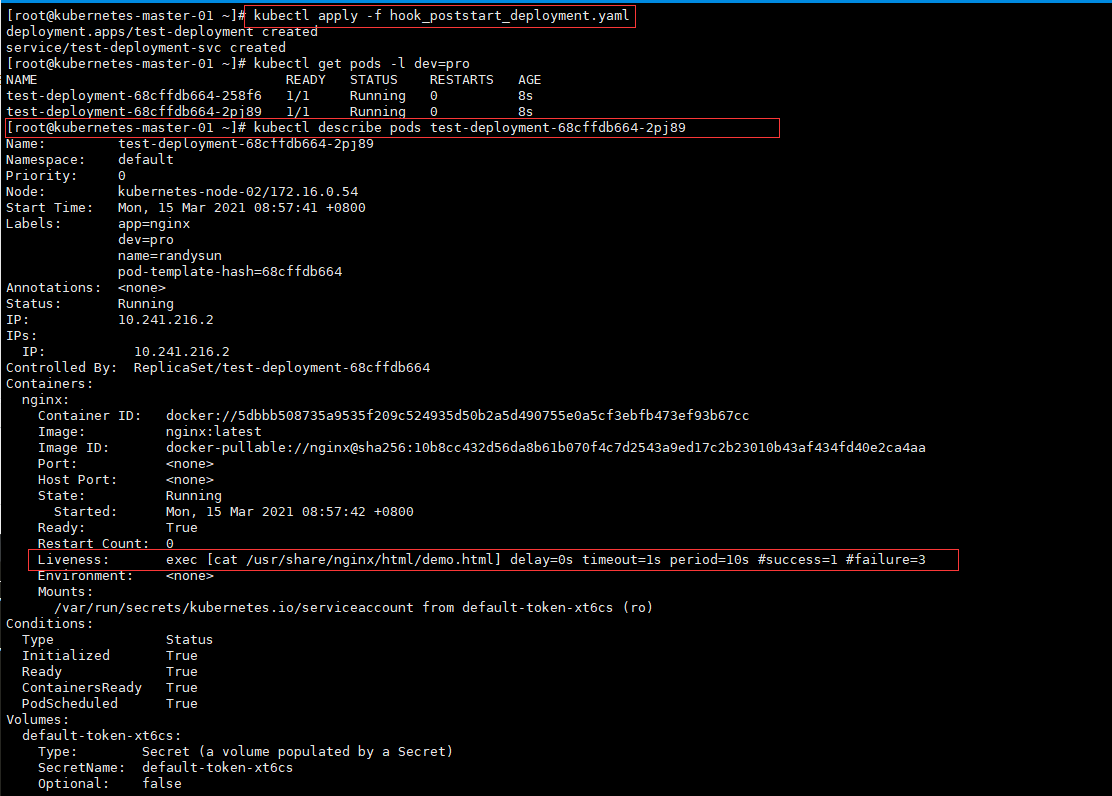 [root@kubernetes-master-01 ~]# kubectl apply -f hook_poststart_deployment.yaml
deployment.apps/test-deployment created
service/test-deployment-svc created
[root@kubernetes-master-01 ~]# kubectl get pods -l dev=pro
NAME                               READY   STATUS    RESTARTS   AGE
test-deployment-68cffdb664-258f6   1/1     Running   0          8s
test-deployment-68cffdb664-2pj89   1/1     Running   0          8s
[root@kubernetes-master-01 ~]# kubectl describe pods test-deployment-68cffdb664-2pj89
Name:         test-deployment-68cffdb664-2pj89
Namespace:    default
Priority:     0
Node:         kubernetes-node-02/172.16.0.54
Start Time:   Mon, 15 Mar 2021 08:57:41 +0800
Labels:       app=nginx
              dev=pro
              name=randysun
              pod-template-hash=68cffdb664
Annotations:  <none>
Status:       Running
IP:           10.241.216.2
IPs:
  IP:           10.241.216.2
Controlled By:  ReplicaSet/test-deployment-68cffdb664
Containers:
  nginx:
    Container ID:   docker://5dbbb508735a9535f209c524935d50b2a5d490755e0a5cf3ebfb473ef93b67cc
    Image:          nginx:latest
    Image ID:       docker-pullable://nginx@sha256:10b8cc432d56da8b61b070f4c7d2543a9ed17c2b23010b43af434fd40e2ca4aa
    Port:           <none>
    Host Port:      <none>
    State:          Running
      Started:      Mon, 15 Mar 2021 08:57:42 +0800
    Ready:          True
    Restart Count:  0
    Liveness:       exec [cat /usr/share/nginx/html/demo.html] delay=0s timeout=1s period=10s #success=1 #failure=3
    Environment:    <none>
    Mounts:
      /var/run/secrets/kubernetes.io/serviceaccount from default-token-xt6cs (ro)
Conditions:
  Type              Status
  Initialized       True
  Ready             True
  ContainersReady   True
  PodScheduled      True
Volumes:
  default-token-xt6cs:
    Type:        Secret (a volume populated by a Secret)
    SecretName:  default-token-xt6cs
    Optional:    false